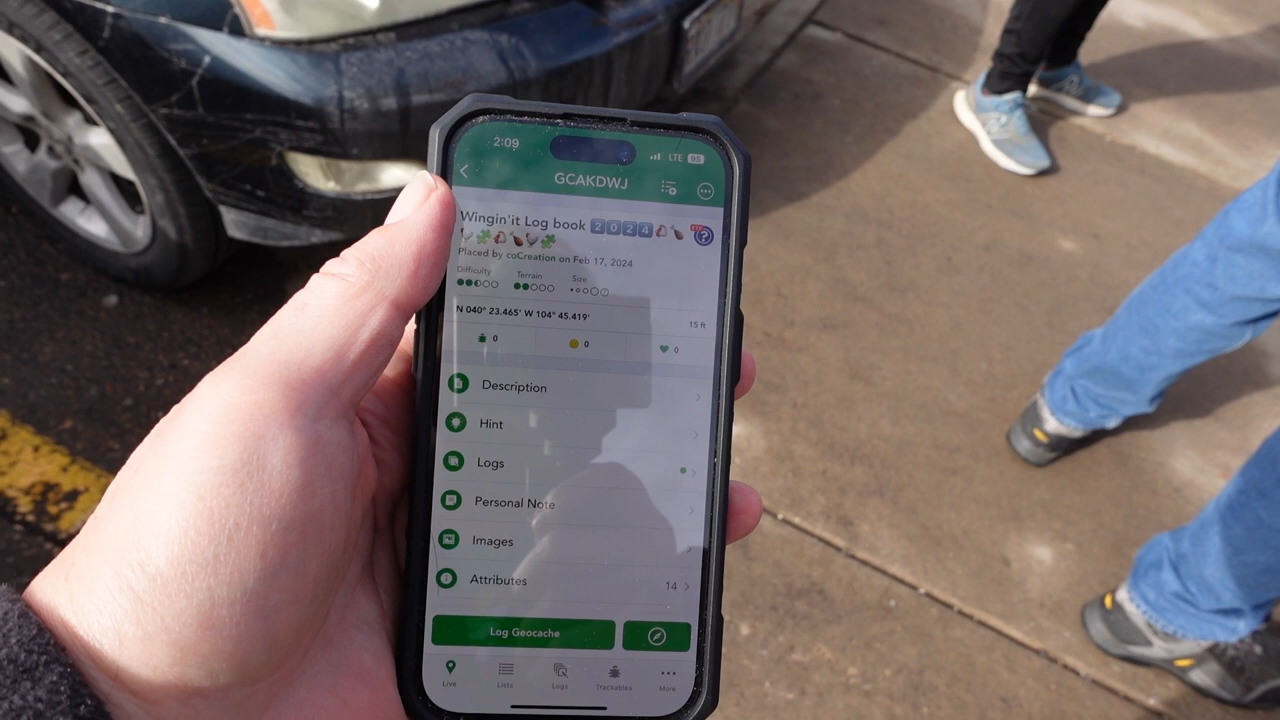 2:09 LTE 95
GCAKDWJ
Wingin'it Log book 2024
Placed by coCreation on Feb 17, 2024
Difficulty Terrain Size
N 040° 23.465' W 104° 45.419' 15 ft
0 0 0
Description
Hint
Logs
Personal Note
Images
Attributes 14
Log Geocache
Live Lists Logs Trackables More